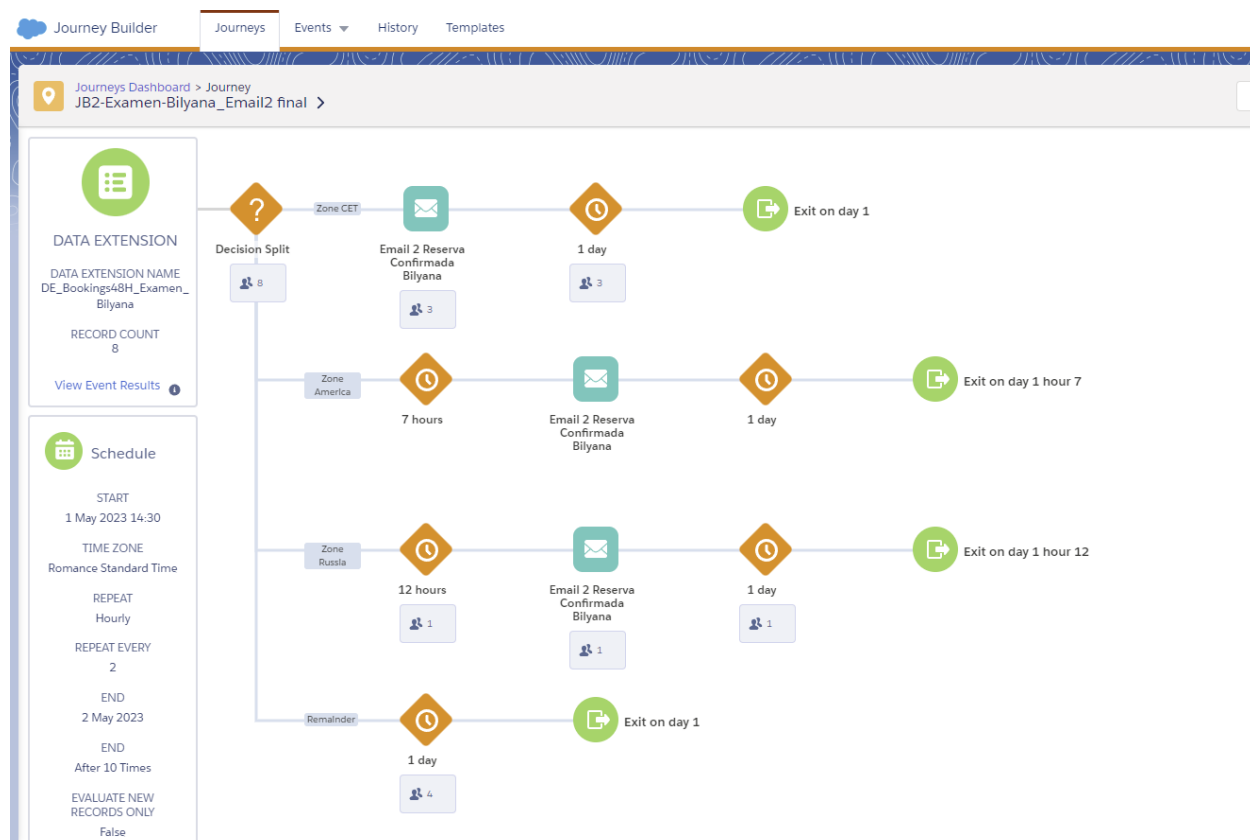 Journey Builder
Journeys
Events
History
Templates
Journeys Dashboard > Journey
JB2-Examen-Bilyana_Email2 final >
DATA EXTENSION
DATA EXTENSION NAME
DE_Bookings48H_Examen_
Bilyana
RECORD COUNT
8
View Event Results
Schedule
START
1 May 2023 14:30
TIME ZONE
Romance Standard Time
REPEAT
Hourly
REPEAT EVERY
2
END
2 May 2023
END
After 10 Times
EVALUATE NEW
RECORDS ONLY
False
Decision Split
8
Zone CET
Email 2 Reserva
Confirmada
Bilyana
3
1 day
3
Exit on day 1
Zone
America
7 hours
Email 2 Reserva
Confirmada
Bilyana
1 day
Exit on day 1 hour 7
Zone
Russia
12 hours
1
Email 2 Reserva
Confirmada
Bilyana
1
1 day
1
Exit on day 1 hour 12
Remainder
1 day
4
Exit on day 1